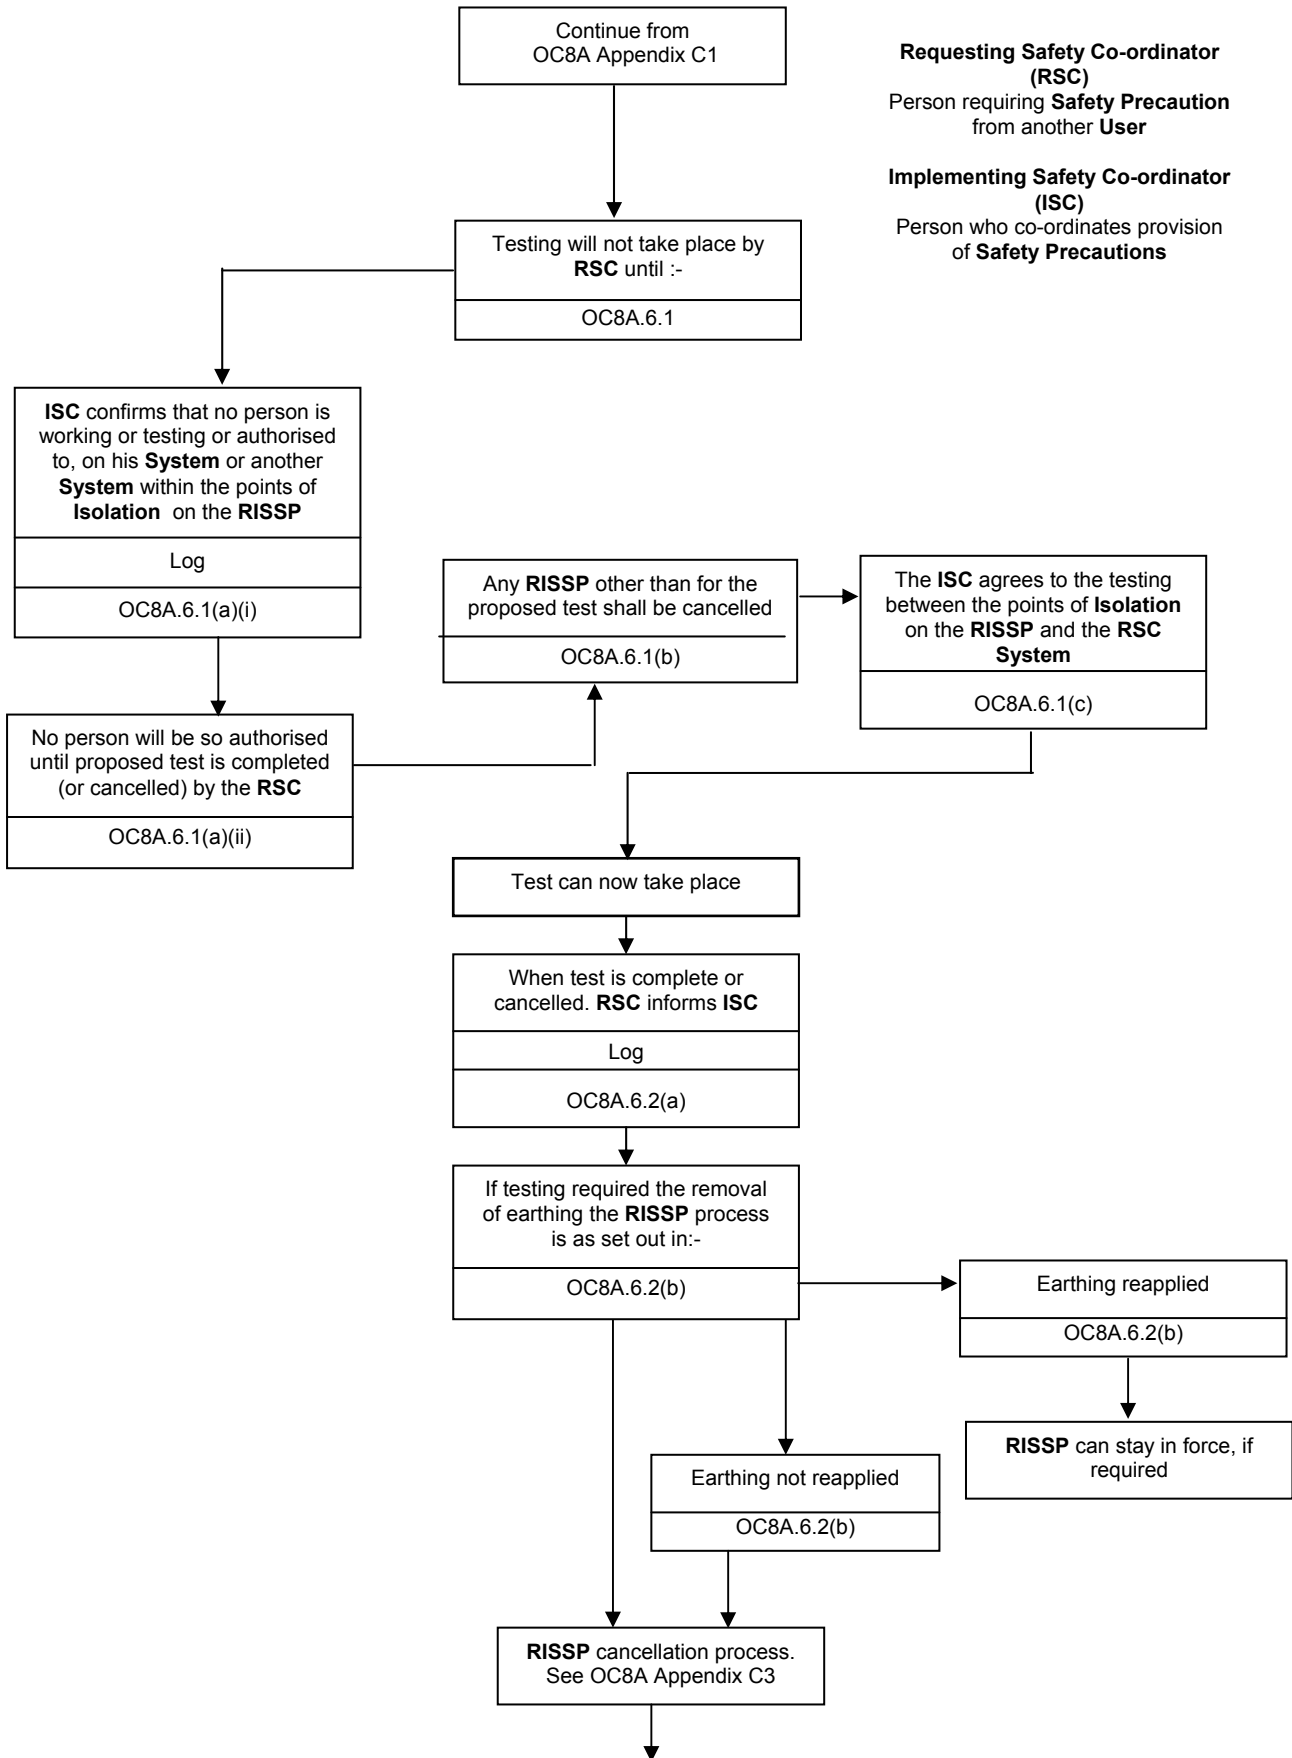 Continue from
OC8A Appendix C1
Requesting Safety Co-ordinator
(RSC)
Person requiring Safety Precaution
from another User
Implementing Safety Co-ordinator
(ISC)
Person who co-ordinates provision
of Safety Precautions
Testing will not take place by
RSC until :-
OC8A.6.1
ISC confirms that no person is
working or testing or authorised
to, on his System or another
System within the points of
Isolation on the RISSP
Log
OC8A.6.1(a)(i)
No person will be so authorised
until proposed test is completed
(or cancelled) by the RSC
OC8A.6.1(a)(ii)
Any RISSP other than for the
proposed test shall be cancelled
OC8A.6.1(b)
The ISC agrees to the testing
between the points of Isolation
on the RISSP and the RSC
System
OC8A.6.1(c)
Test can now take place
When test is complete or
cancelled. RSC informs ISC
Log
OC8A.6.2(a)
If testing required the removal
of earthing the RISSP process
is as set out in:-
OC8A.6.2(b)
Earthing reapplied
OC8A.6.2(b)
RISSP can stay in force, if
required
Earthing not reapplied
OC8A.6.2(b)
RISSP cancellation process.
See OC8A Appendix C3